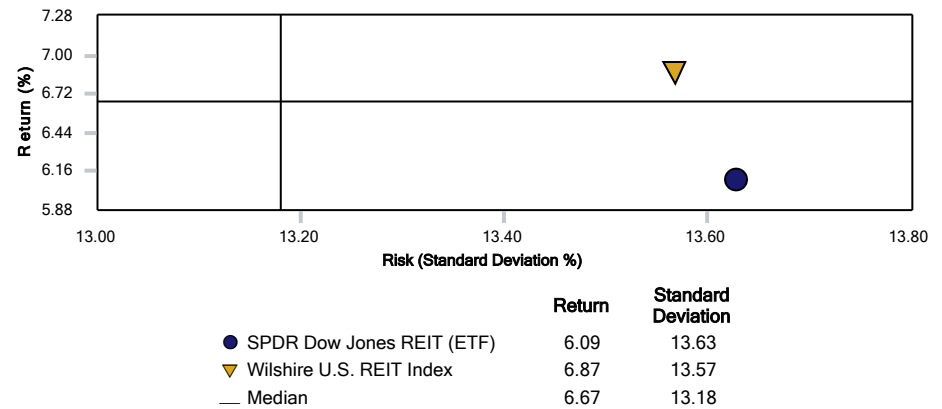 7.28
7.00
6.72
6.44
6.16
5.88
Return (%)
13.00 13.20 13.40 13.60 13.80
Risk (Standard Deviation %)
Return Standard Deviation
SPDR Dow Jones REIT (ETF) 6.09 13.63
Wilshire U.S. REIT Index 6.87 13.57
Median 6.67 13.18